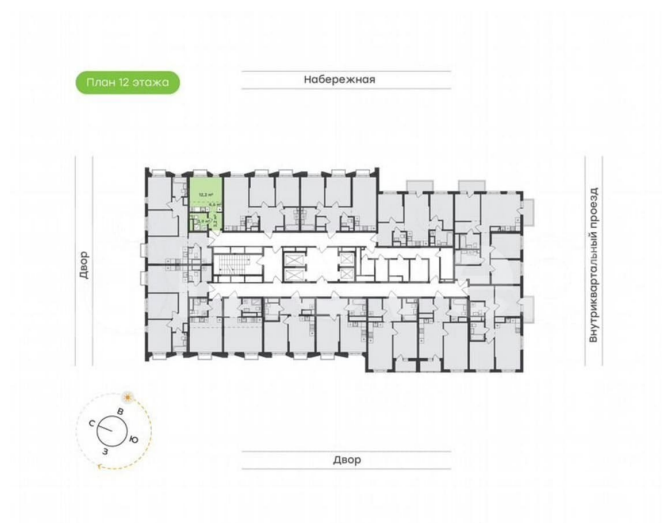 Набережная
План 12 этажа
Двор
Внутриквартальный проезд
В
С
Ю
З
Двор